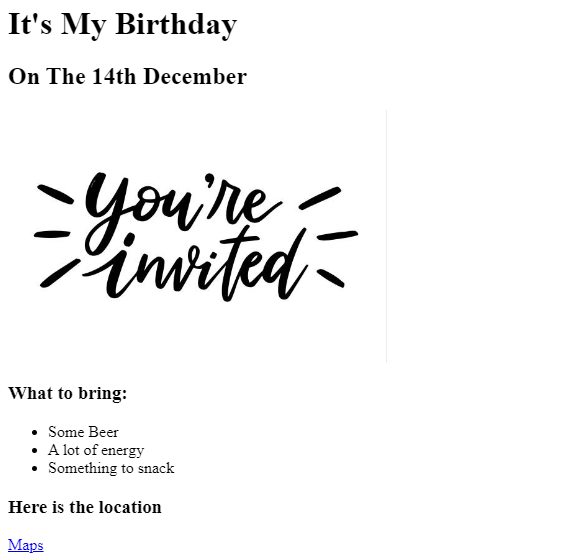 It's My Birthday
On The 14th December
you're
invited
What to bring:
Some Beer
A lot of energy
Something to snack
Here is the location
Maps